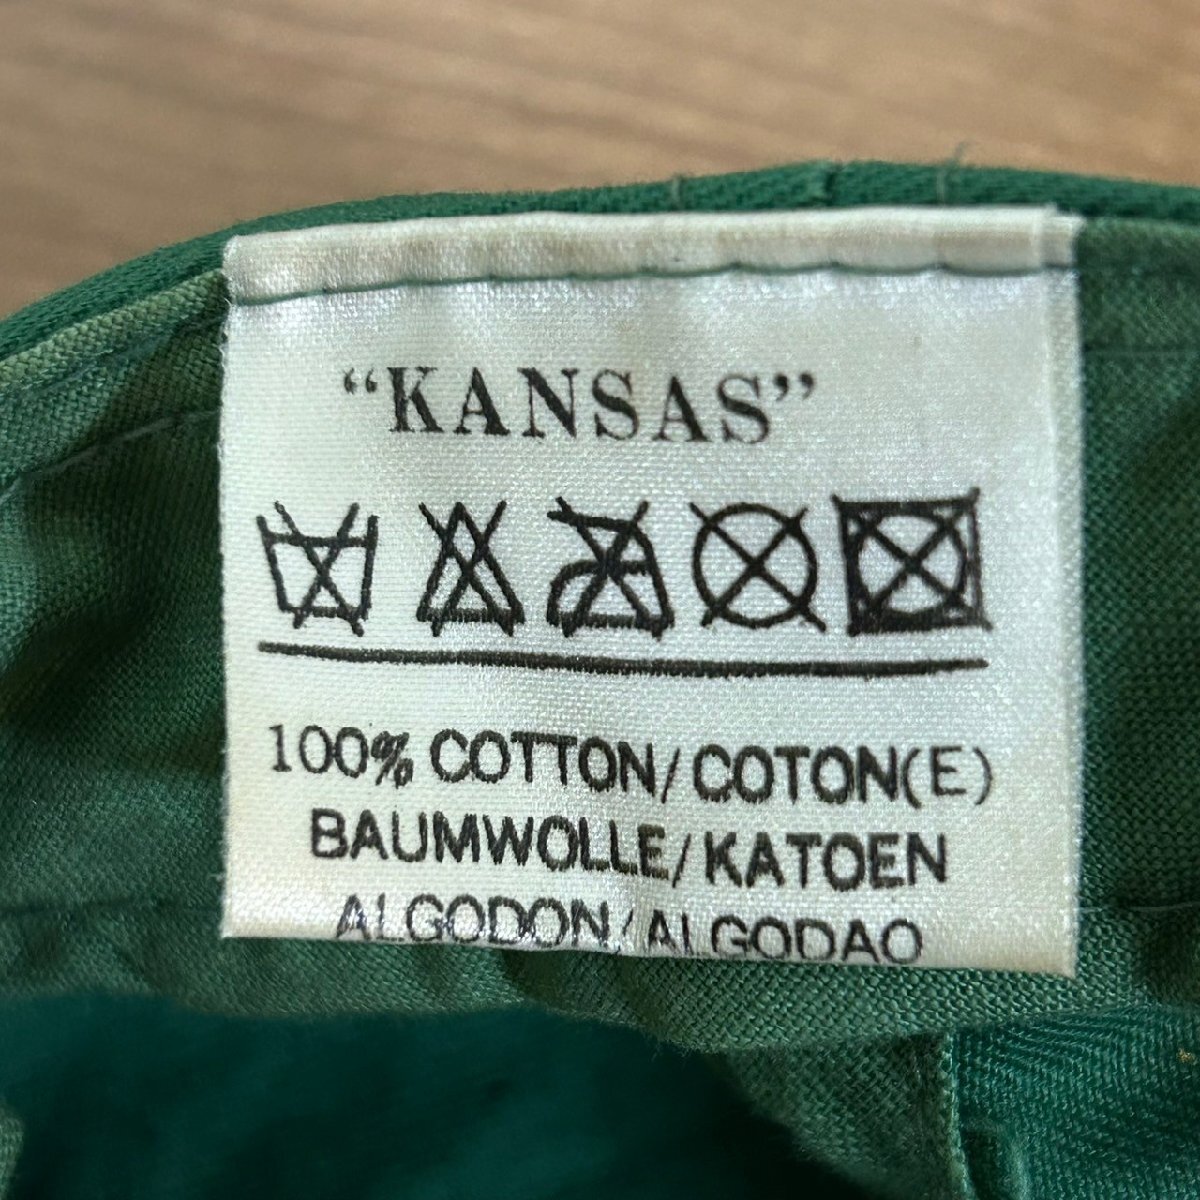 “KANSAS”
100% COTTON/COTON(E)
BAUMWOLLE/KATOEN
ALGODON/ALGODAO